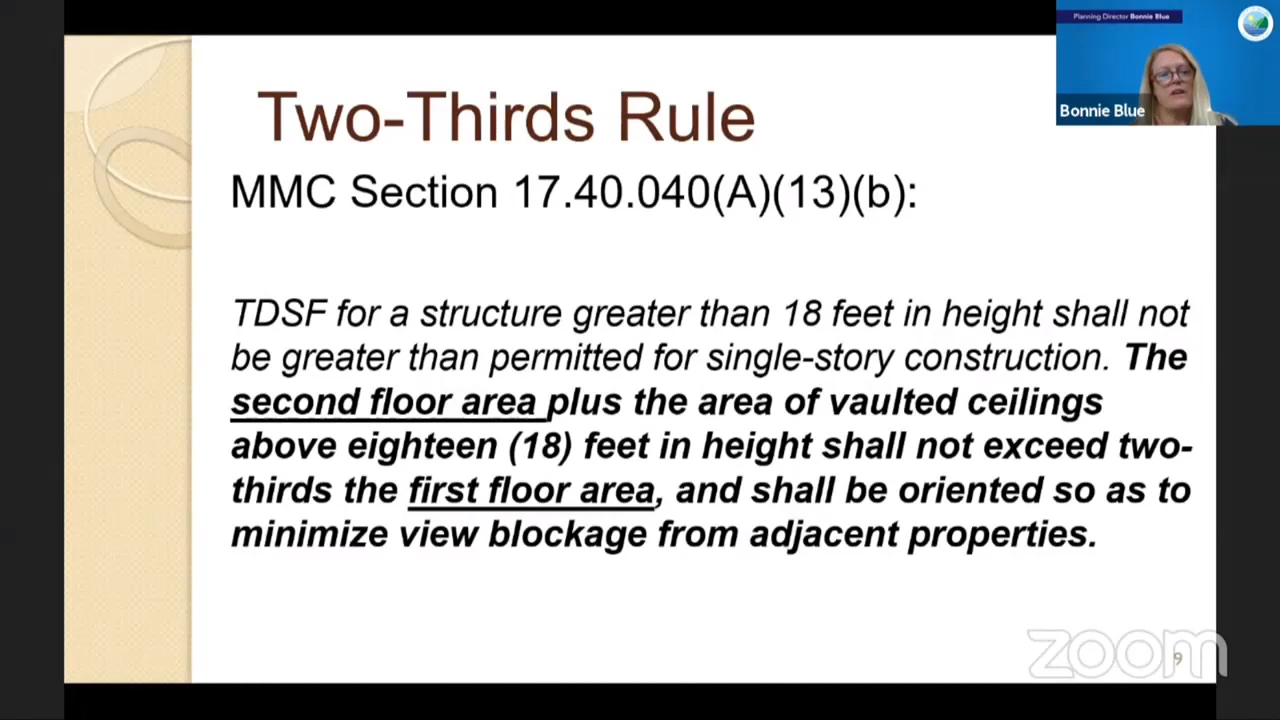 Planning Director Bonnie Blue
Bonnie Blue
Two-Thirds Rule
MMC Section 17.40.040(A)(13)(b):
TDSF for a structure greater than 18 feet in height shall not
be greater than permitted for single-story construction. The
second floor area plus the area of vaulted ceilings
above eighteen (18) feet in height shall not exceed two-
thirds the first floor area, and shall be oriented so as to
minimize view blockage from adjacent properties.
zoom
9